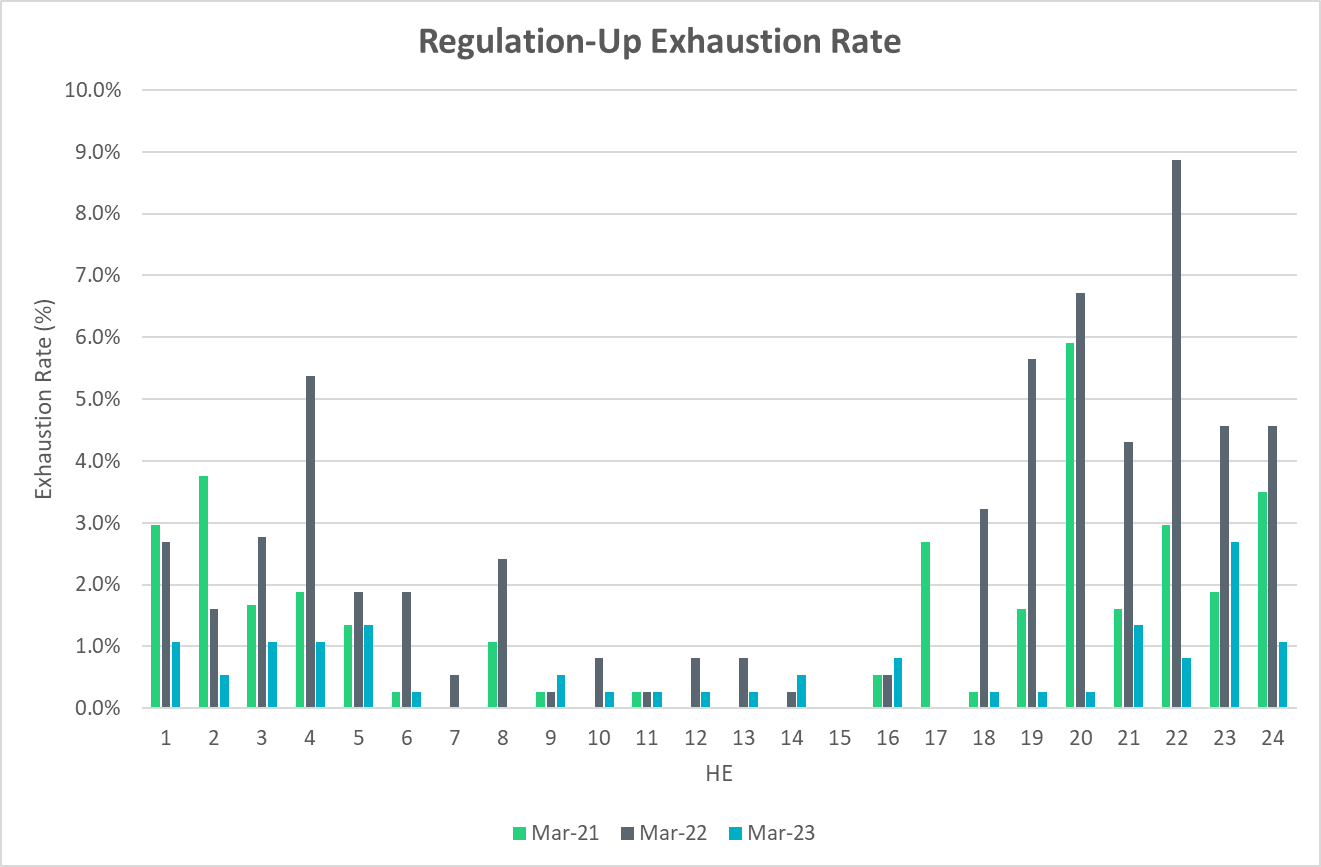 Regulation-Up Exhaustion Rate
10.0%
9.0%
8.0%
7.0%
6.0%
5.0%
4.0%
3.0%
2.0%
1.0%
0.0%
Exhaustion Rate (%)
1 2 3 4 5 6 7 8 9 10 11 12 13 14 15 16 17 18 19 20 21 22 23 24
HE
Mar-21 Mar-22 Mar-23